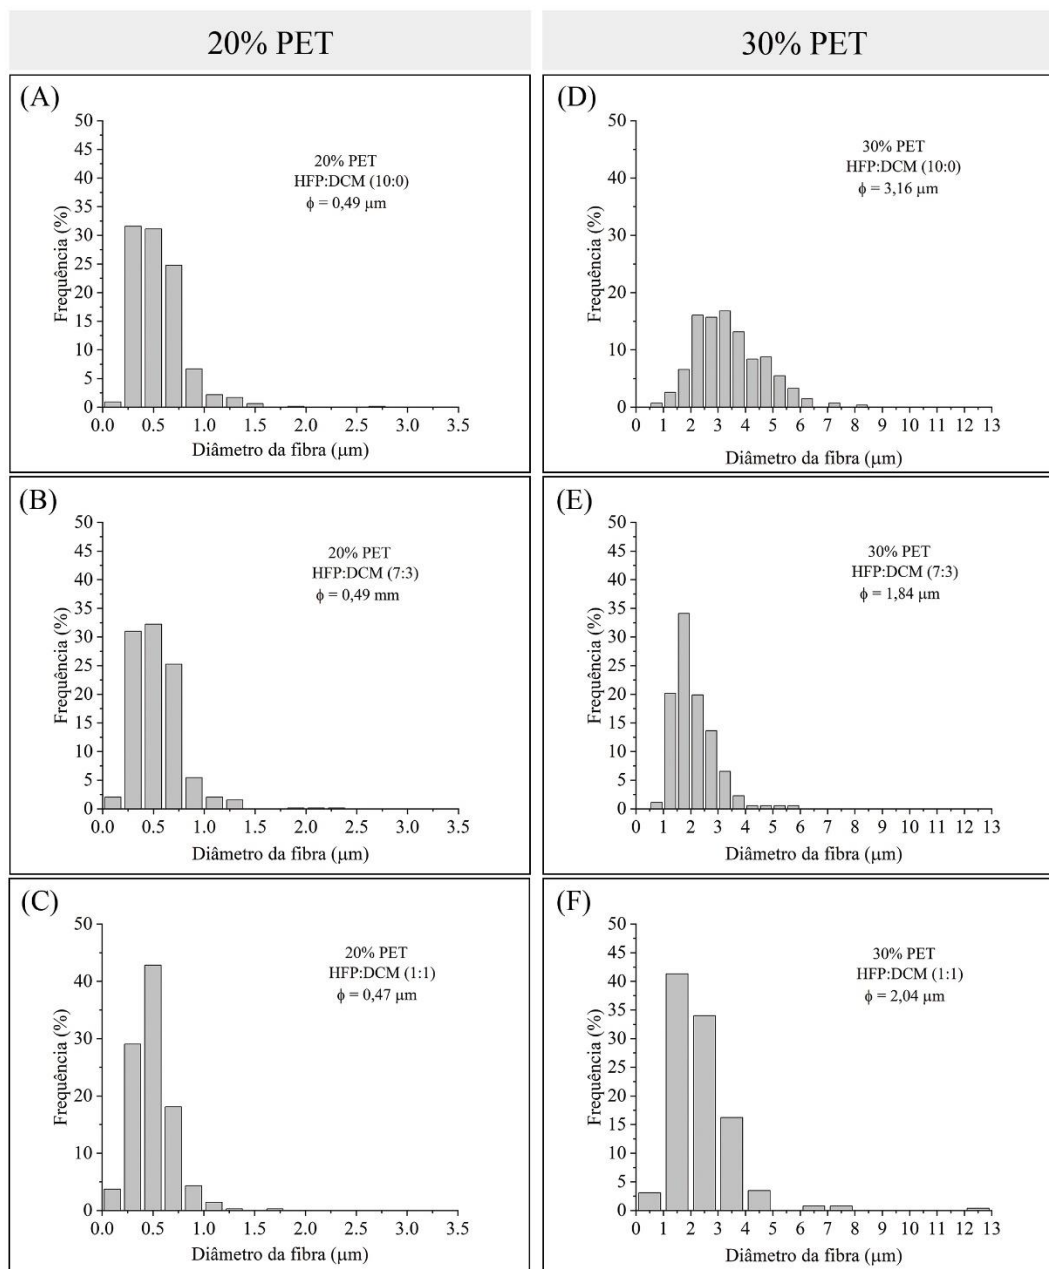 20% PET
30% PET
(A)
50
45
40
35
30
25
20
15
10
5
0
Frequência (%)
20% PET
HFP:DCM (10:0)
ϕ = 0,49 μm
0.0 0.5 1.0 1.5 2.0 2.5 3.0 3.5
Diâmetro da fibra (μm)
(D)
50
45
40
35
30
25
20
15
10
5
0
Frequência (%)
30% PET
HFP:DCM (10:0)
ϕ = 3,16 μm
0 1 2 3 4 5 6 7 8 9 10 11 12 13
Diâmetro da fibra (μm)
(B)
50
45
40
35
30
25
20
15
10
5
0
Frequência (%)
20% PET
HFP:DCM (7:3)
ϕ = 0,49 mm
0.0 0.5 1.0 1.5 2.0 2.5 3.0 3.5
Diâmetro da fibra (μm)
(E)
50
45
40
35
30
25
20
15
10
5
0
Frequência (%)
30% PET
HFP:DCM (7:3)
ϕ = 1,84 μm
0 1 2 3 4 5 6 7 8 9 10 11 12 13
Diâmetro da fibra (μm)
(C)
50
40
30
20
10
5
0
Frequência (%)
20% PET
HFP:DCM (1:1)
ϕ = 0,47 μm
0.0 0.5 1.0 1.5 2.0 2.5 3.0 3.5
Diâmetro da fibra (μm)
(F)
50
45
40
35
30
25
20
15
10
5
0
Frequência (%)
30% PET
HFP:DCM (1:1)
ϕ = 2,04 μm
0 1 2 3 4 5 6 7 8 9 10 11 12 13
Diâmetro da fibra (μm)